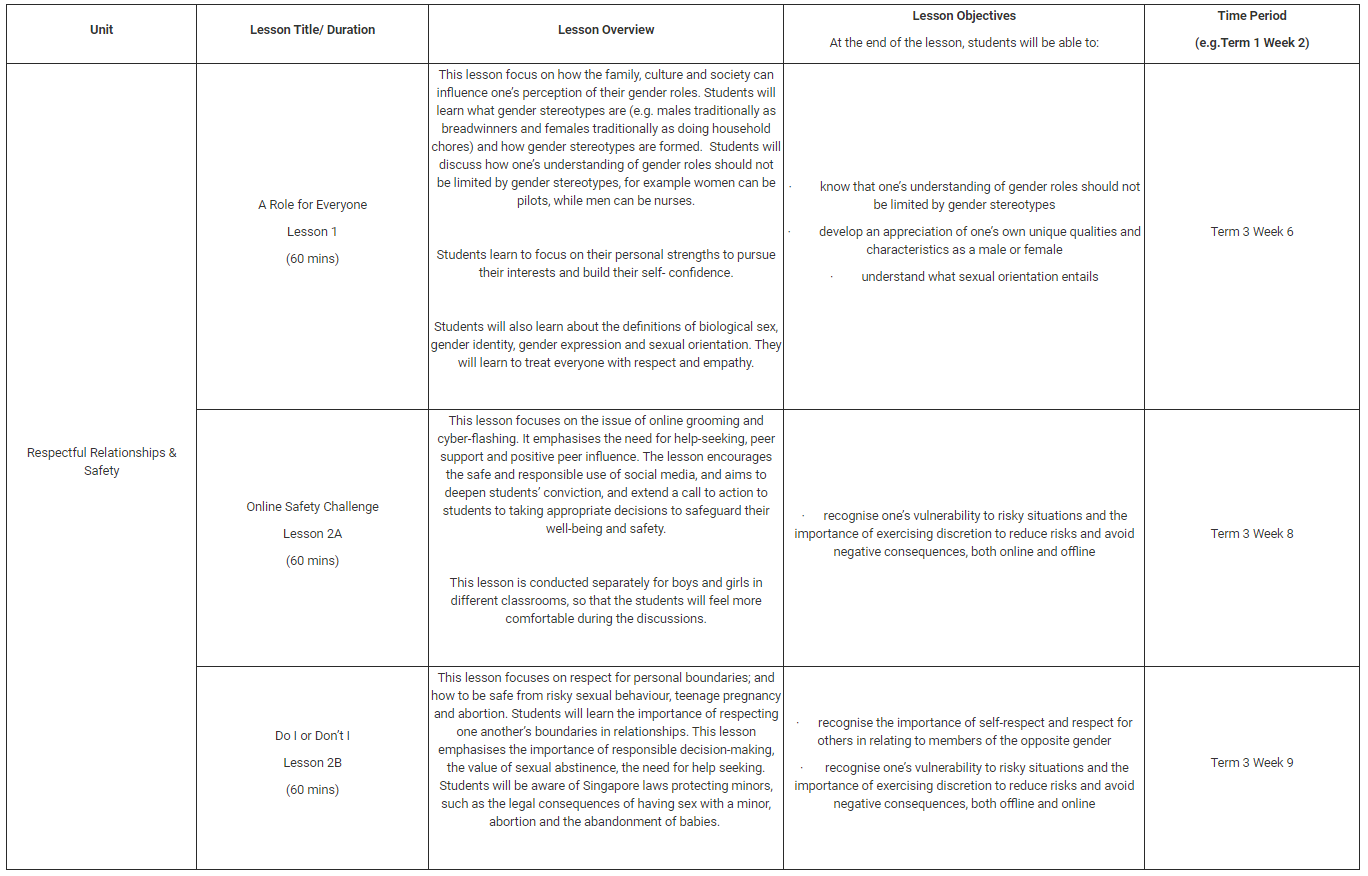 Unit
Lesson Title/ Duration
Lesson Overview
Lesson Objectives
At the end of the lesson, students will be able to:
Time Period
(e.g.Term 1 Week 2)
Respectful Relationships &
Safety
A Role for Everyone
Lesson 1
(60 mins)
This lesson focus on how the family, culture and society can
influence one’s perception of their gender roles. Students will
learn what gender stereotypes are (e.g. males traditionally as
breadwinners and females traditionally as doing household
chores) and how gender stereotypes are formed. Students will
discuss how one’s understanding of gender roles should not
be limited by gender stereotypes, for example women can be
pilots, while men can be nurses.
Students learn to focus on their personal strengths to pursue
their interests and build their self- confidence.
Students will also learn about the definitions of biological sex,
gender identity, gender expression and sexual orientation. They
will learn to treat everyone with respect and empathy.
· know that one’s understanding of gender roles should not
be limited by gender stereotypes
· develop an appreciation of one’s own unique qualities and
characteristics as a male or female
· understand what sexual orientation entails
Term 3 Week 6
Online Safety Challenge
Lesson 2A
(60 mins)
This lesson focuses on the issue of online grooming and
cyber-flashing. It emphasises the need for help-seeking, peer
support and positive peer influence. The lesson encourages
the safe and responsible use of social media, and aims to
deepen students’ conviction, and extend a call to action to
students to taking appropriate decisions to safeguard their
well-being and safety.
This lesson is conducted separately for boys and girls in
different classrooms, so that the students will feel more
comfortable during the discussions.
· recognise one’s vulnerability to risky situations and the
importance of exercising discretion to reduce risks and avoid
negative consequences, both online and offline
Term 3 Week 8
Do I or Don’t I
Lesson 2B
(60 mins)
This lesson focuses on respect for personal boundaries; and
how to be safe from risky sexual behaviour, teenage pregnancy
and abortion. Students will learn the importance of respecting
one another’s boundaries in relationships. This lesson
emphasises the importance of responsible decision-making,
the value of sexual abstinence, the need for help seeking.
Students will be aware of Singapore laws protecting minors,
such as the legal consequences of having sex with a minor,
abortion and the abandonment of babies.
· recognise the importance of self-respect and respect for
others in relating to members of the opposite gender
· recognise one’s vulnerability to risky situations and the
importance of exercising discretion to reduce risks and avoid
negative consequences, both offline and online
Term 3 Week 9